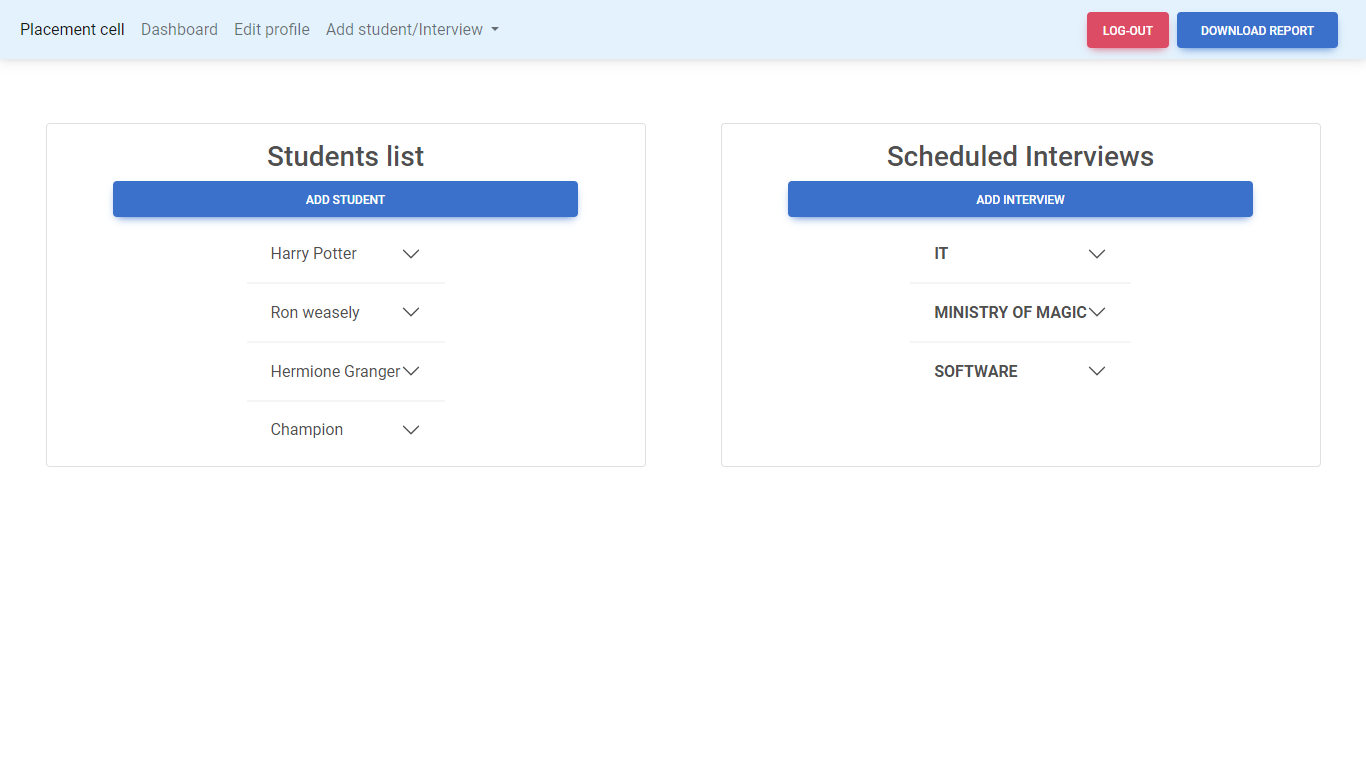 Placement cell Dashboard Edit profile Add student/Interview LOG-OUT DOWNLOAD REPORT
Students list
ADD STUDENT
Harry Potter
Ron weasely
Hermione Granger
Champion
Scheduled Interviews
ADD INTERVIEW
IT
MINISTRY OF MAGIC
SOFTWARE